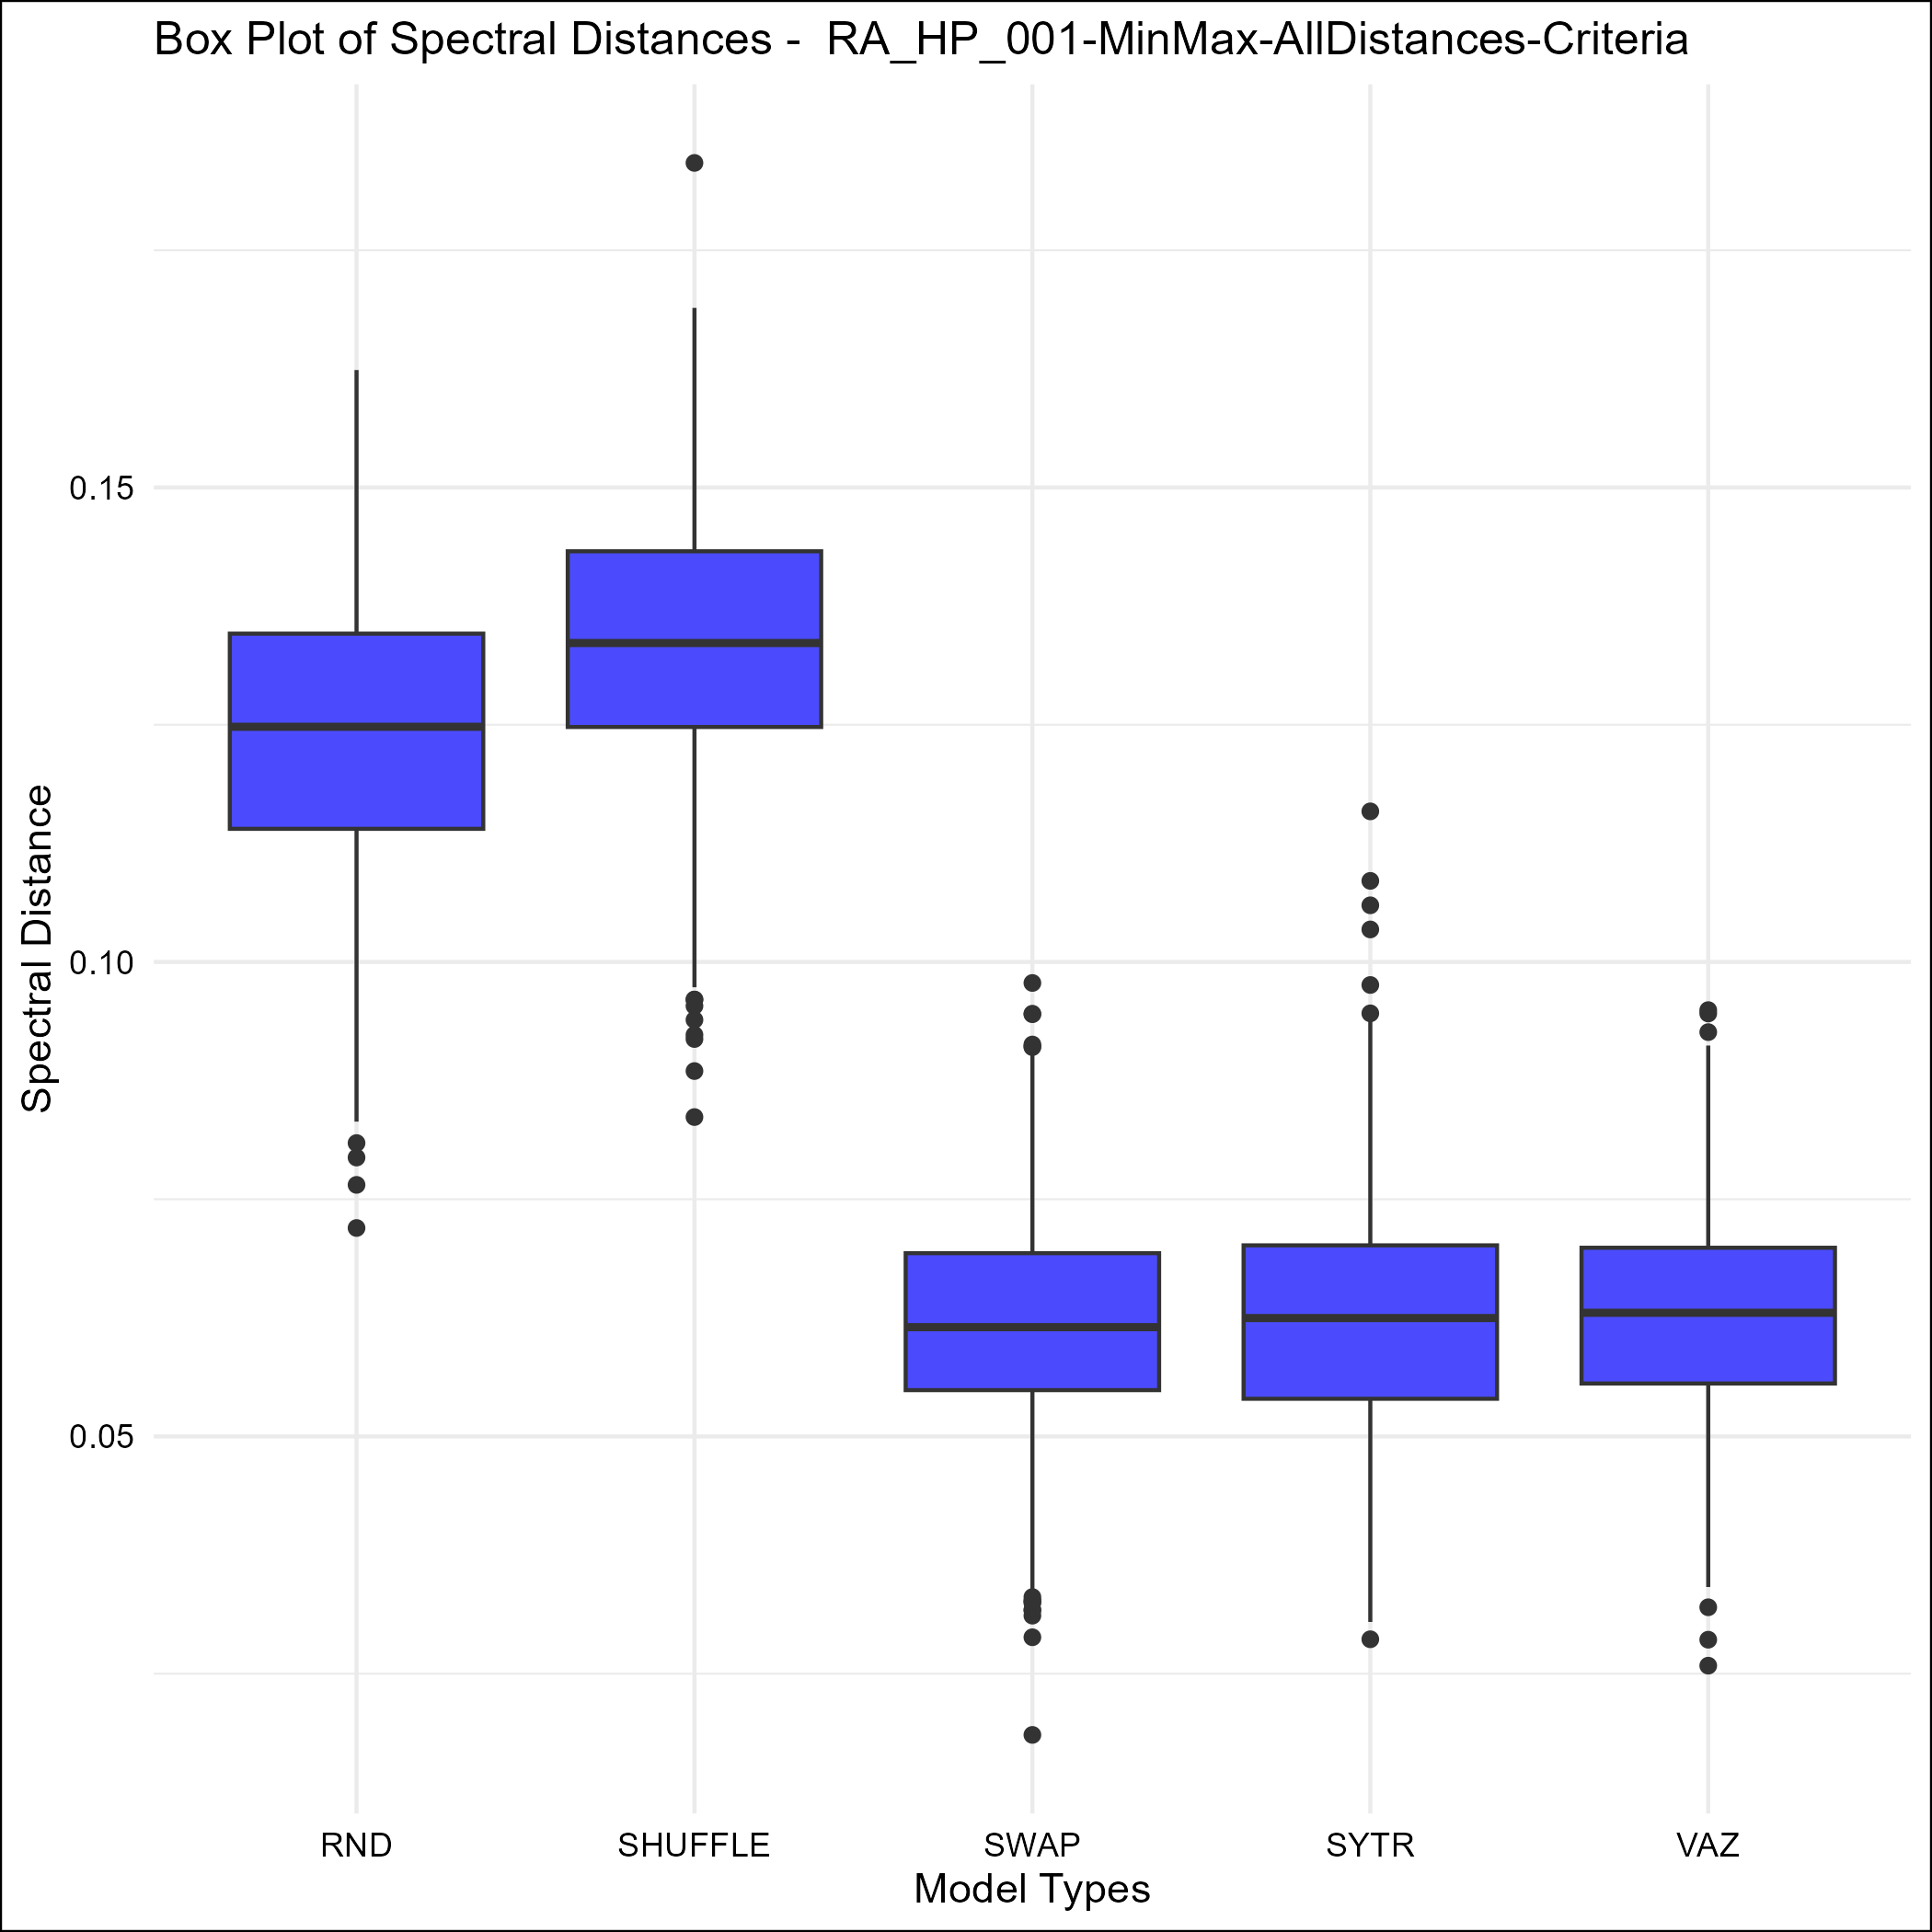 Box Plot of Spectral Distances -  RA_HP_001-MinMax-AllDistances-Criteria
Spectral Distance
0.15
0.10
0.05
RND SHUFFLE SWAP SYTR VAZ
Model Types